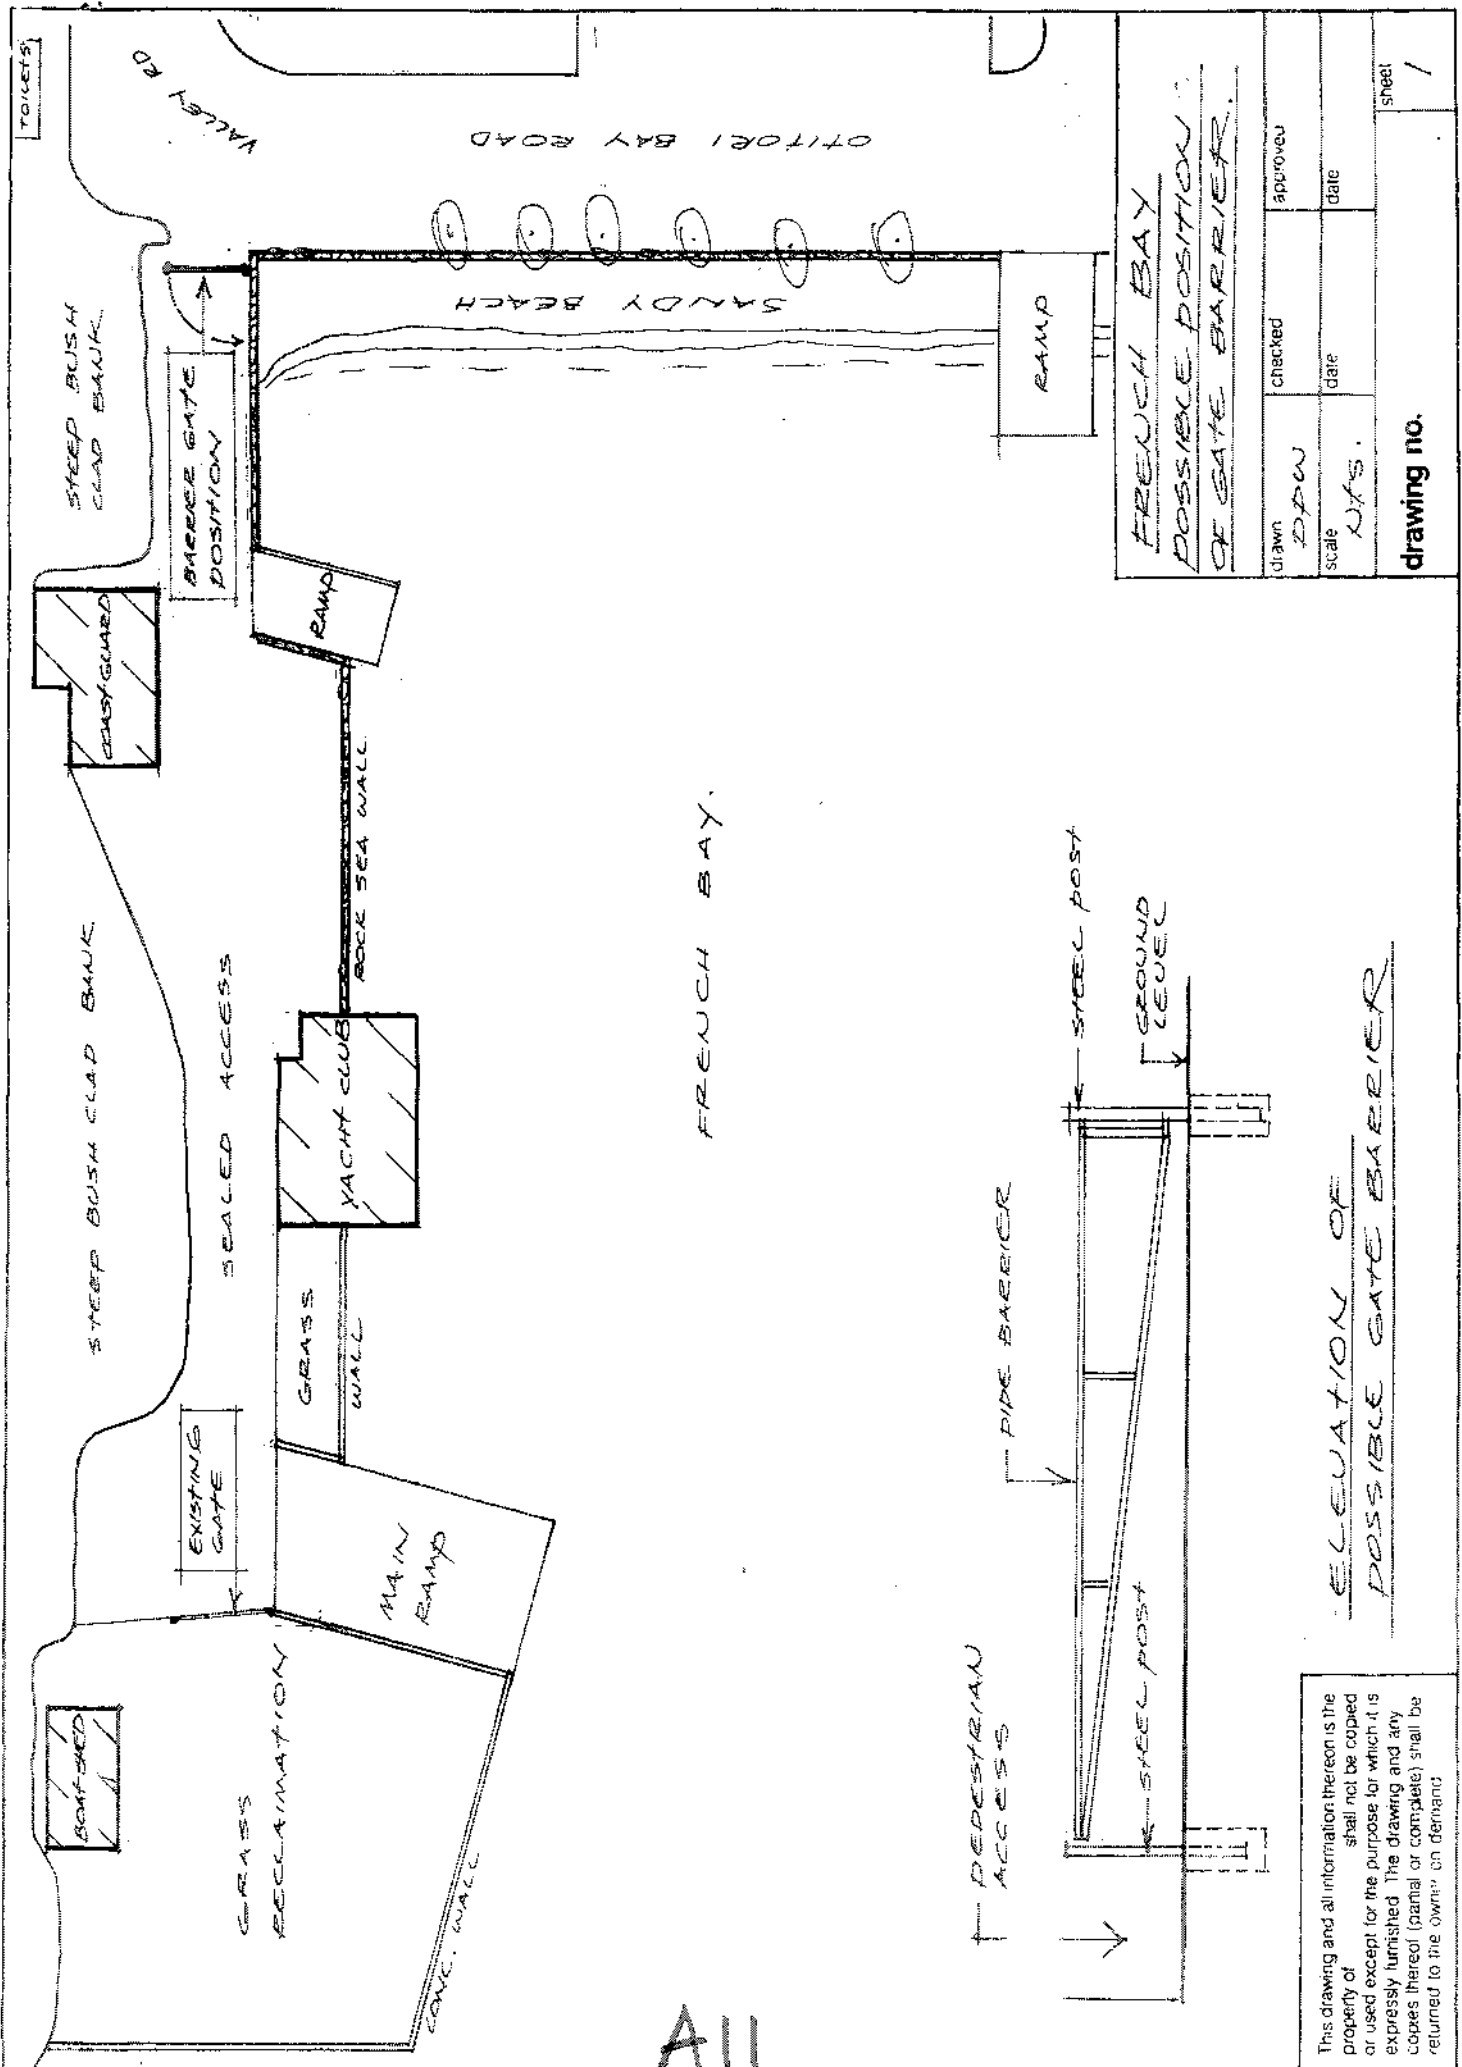 TOILETS
VALLEY RD
OTITORI BAY ROAD
STEEP BUSH
CLAD BANK.
BARRIER GATE
POSITION
SANDY BEACH
RAMP
COAST GUARD
RAMP
STEEP BUSH CLAD BANK
SEALED ACCESS
ROCK SEA WALL
YACHT CLUB
GRASS
WALL
EXISTING
GATE
MAIN
RAMP
BOAT SHED
GRASS
RECLAIMATION
CONC. WALL
FRENCH BAY.
PEDESTRIAN
ACCESS
PIPE BARRIER
STEEL POST
STEEL POST
GROUND
LEVEL
ELEVATION OF
POSSIBLE GATE BARRIER
This drawing and all information thereon is the
property of shall not be copied
or used except for the purpose for which it is
expressly furnished The drawing and any
copies thereof (partial or complete) shall be
returned to the owner on demand
FRENCH BAY
POSSIBLE POSITION
OF GATE BARRIER.
drawn DPW
checked
approved
scale NTS.
date
date
drawing no.
sheet 1
A11